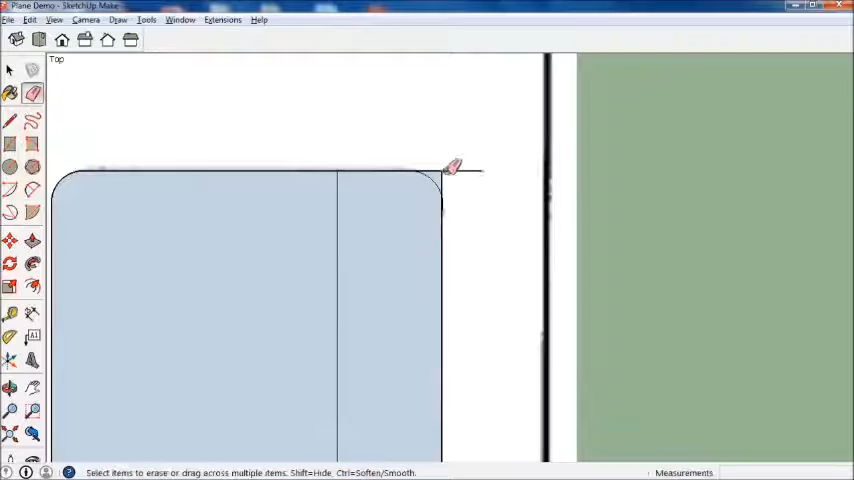 Plane Demo - SketchUp Make
File Edit View Camera Draw Tools Window Extensions Help
Top
A1
Select items to erase or drag across multiple items. Shift=Hide, Ctrl=Soften/Smooth.
Measurements